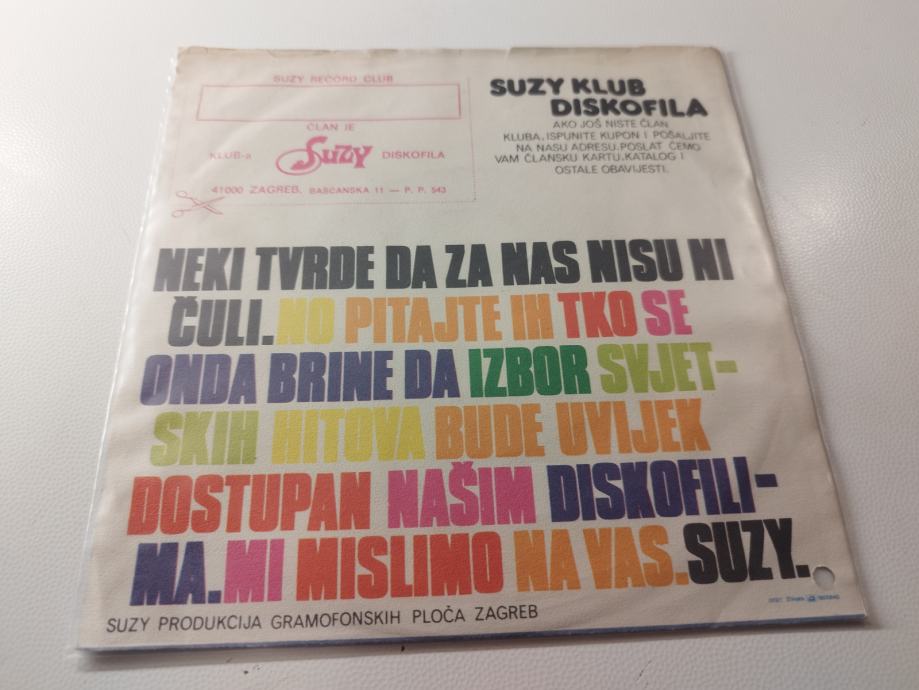 SUZY RECORD CLUB
ČLAN JE
KLUB-a Suzy DISKOFILA
41000 ZAGREB, BAŠĆANSKA 11 — P. P. 543
SUZY KLUB
DISKOFILA
AKO JOŠ NISTE ČLAN
KLUBA, ISPUNITE KUPON I POŠALJITE
NA NAŠU ADRESU. POSLAT ĆEMO
VAM ČLANSKU KARTU, KATALOG I
OSTALE OBAVIJESTI.
NEKI TVRDE DA ZA NAS NISU NI
ČULI. NO PITAJTE IH TKO SE
ONDA BRINE DA IZBOR SVJET-
SKIH HITOVA BUDE UVIJEK
DOSTUPAN NAŠIM DISKOFILI-
MA. MI MISLIMO NA VAS. SUZY.
SUZY PRODUKCIJA GRAMOFONSKIH PLOČA ZAGREB